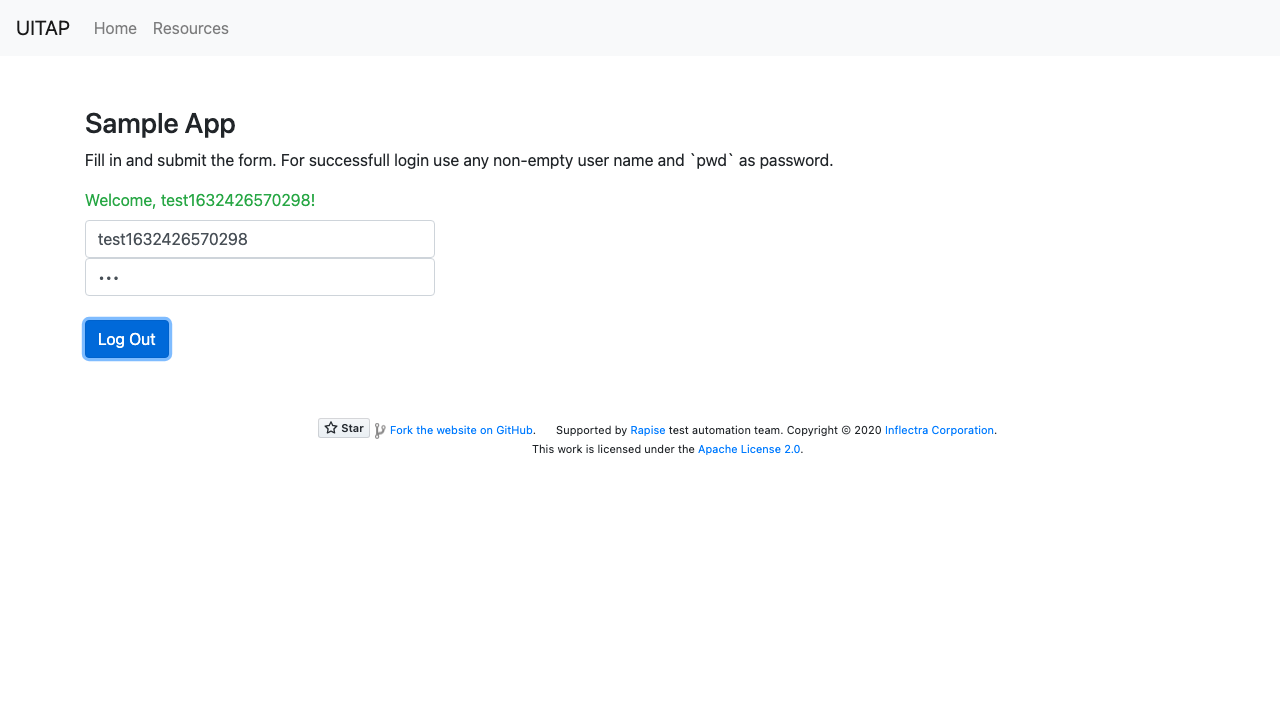 UITAP Home Resources
Sample App
Fill in and submit the form. For successfull login use any non-empty user name and `pwd` as password.
Welcome, test1632426570298!
test1632426570298
•••
Log Out
Star Fork the website on GitHub. Supported by Rapise test automation team. Copyright © 2020 Inflectra Corporation.
This work is licensed under the Apache License 2.0.